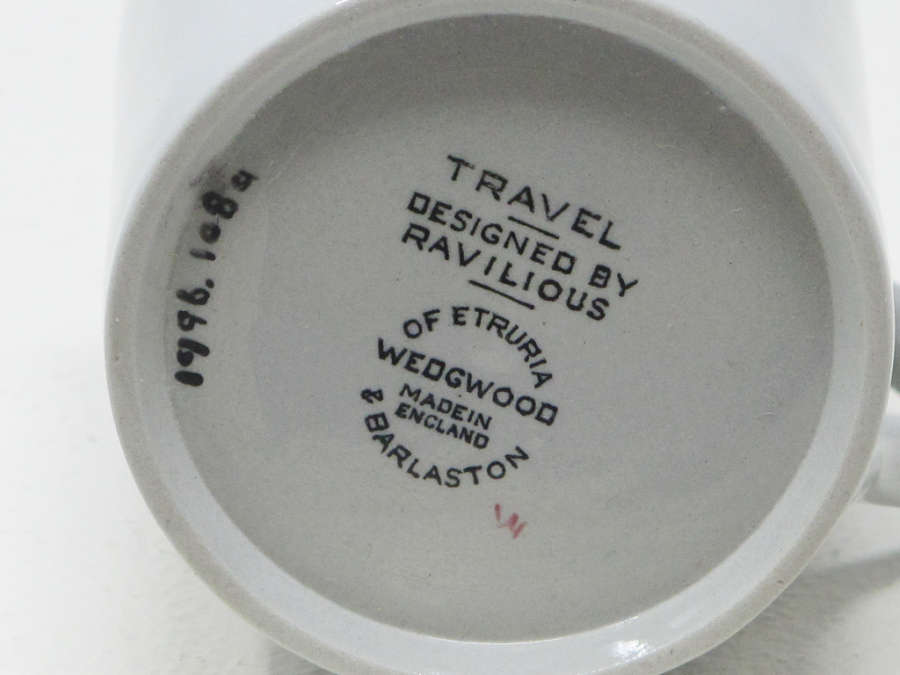 TRAVEL
DESIGNED BY
RAVILIOUS
OF ETRURIA
WEDGWOOD
MADE IN
ENGLAND
& BARLASTON
1996.108a